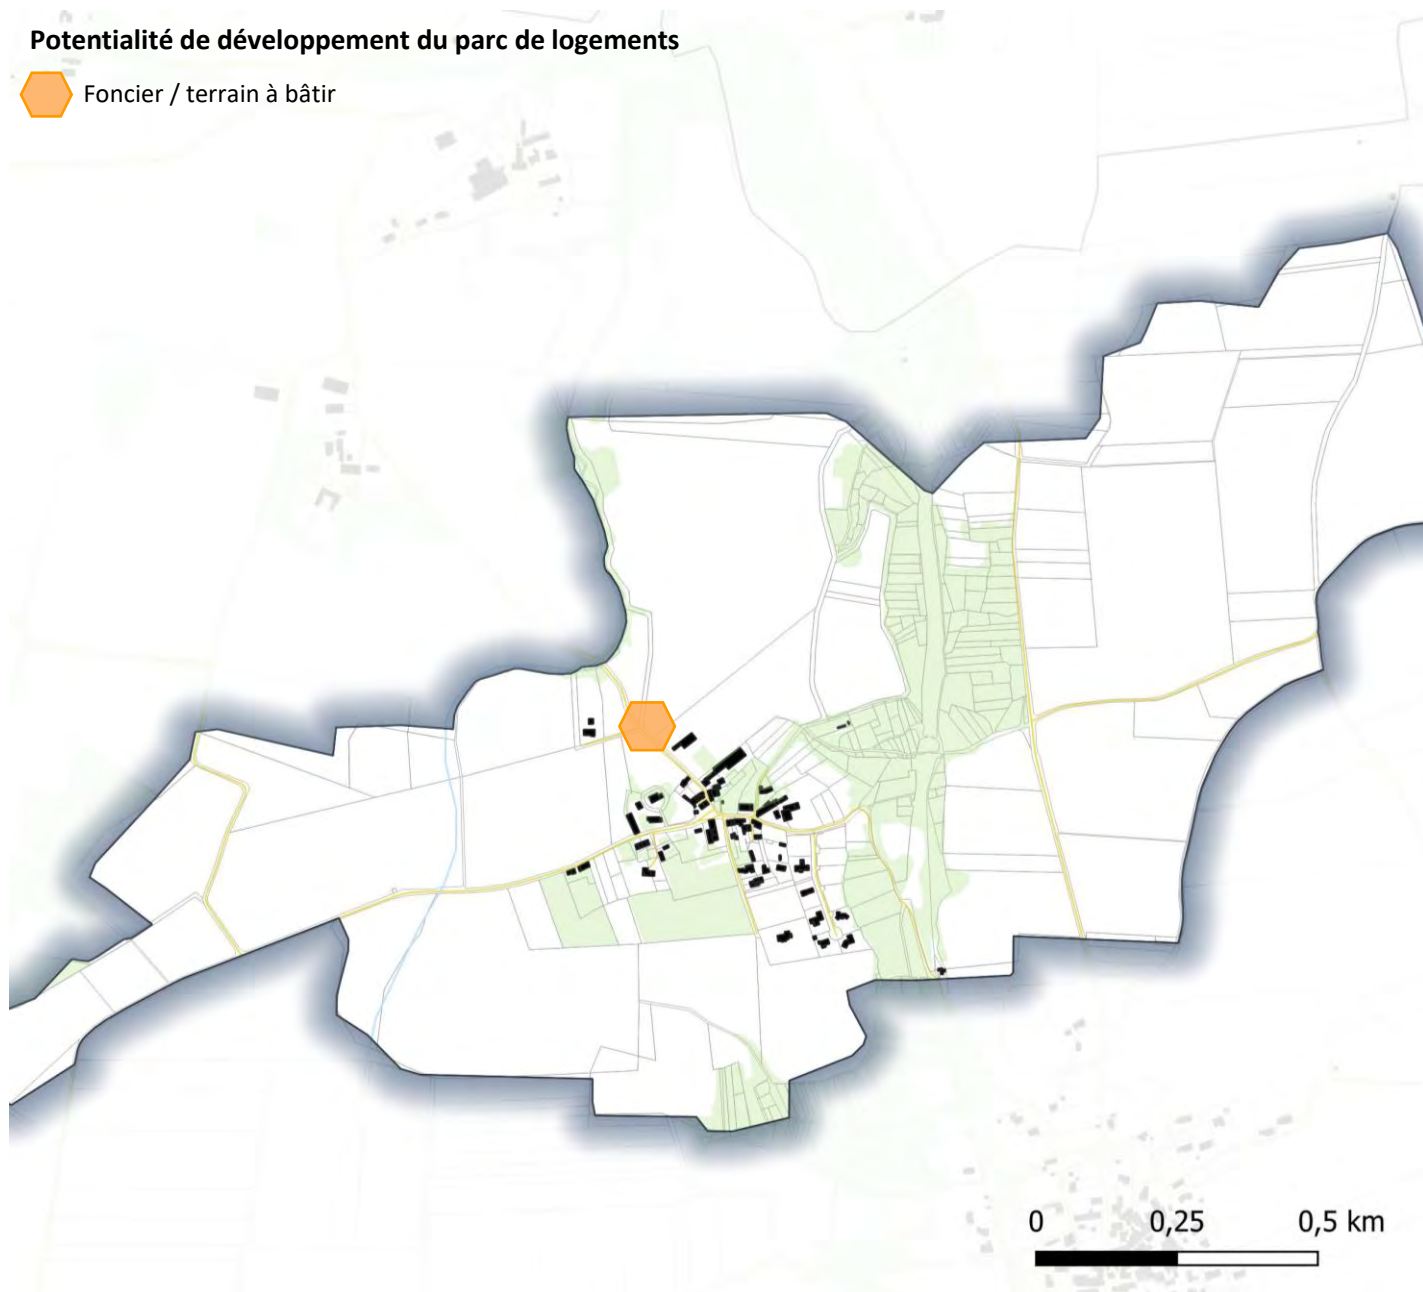 Potentialité de développement du parc de logements
Foncier / terrain à bâtir
0 0,25 0,5 km